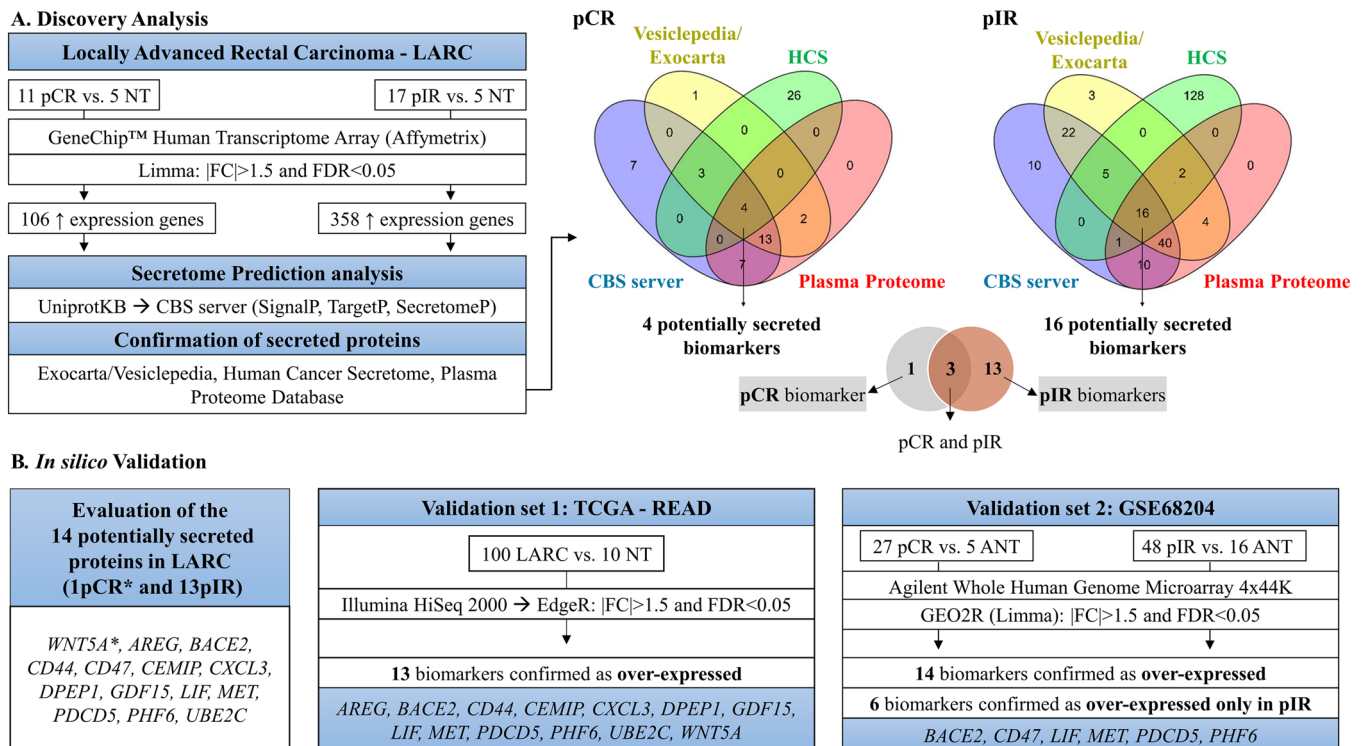 A. Discovery Analysis
Locally Advanced Rectal Carcinoma - LARC
11 pCR vs. 5 NT
17 pIR vs. 5 NT
GeneChip™ Human Transcriptome Array (Affymetrix)
Limma: |FC|>1.5 and FDR<0.05
106 ↑ expression genes
358 ↑ expression genes
Secretome Prediction analysis
UniprotKB → CBS server (SignalP, TargetP, SecretomeP)
Confirmation of secreted proteins
Exocarta/Vesiclepedia, Human Cancer Secretome, Plasma
Proteome Database
pCR
Vesiclepedia/
Exocarta
HCS
1
26
0
0
0
7
3
0
0
4
0
2
0
13
7
CBS server
Plasma Proteome
4 potentially secreted
biomarkers
pIR
Vesiclepedia/
Exocarta
HCS
3
128
22
0
0
10
5
2
0
16
0
4
1
40
10
CBS server
Plasma Proteome
16 potentially secreted
biomarkers
1
3
13
pCR biomarker
pIR biomarkers
pCR and pIR
B. In silico Validation
Evaluation of the
14 potentially secreted
proteins in LARC
(1pCR* and 13pIR)
WNT5A*, AREG, BACE2,
CD44, CD47, CEMIP, CXCL3,
DPEP1, GDF15, LIF, MET,
PDCD5, PHF6, UBE2C
Validation set 1: TCGA - READ
100 LARC vs. 10 NT
Illumina HiSeq 2000 → EdgeR: |FC|>1.5 and FDR<0.05
13 biomarkers confirmed as over-expressed
AREG, BACE2, CD44, CEMIP, CXCL3, DPEP1, GDF15,
LIF, MET, PDCD5, PHF6, UBE2C, WNT5A
Validation set 2: GSE68204
27 pCR vs. 5 ANT
48 pIR vs. 16 ANT
Agilent Whole Human Genome Microarray 4x44K
GEO2R (Limma): |FC|>1.5 and FDR<0.05
14 biomarkers confirmed as over-expressed
6 biomarkers confirmed as over-expressed only in pIR
BACE2, CD47, LIF, MET, PDCD5, PHF6